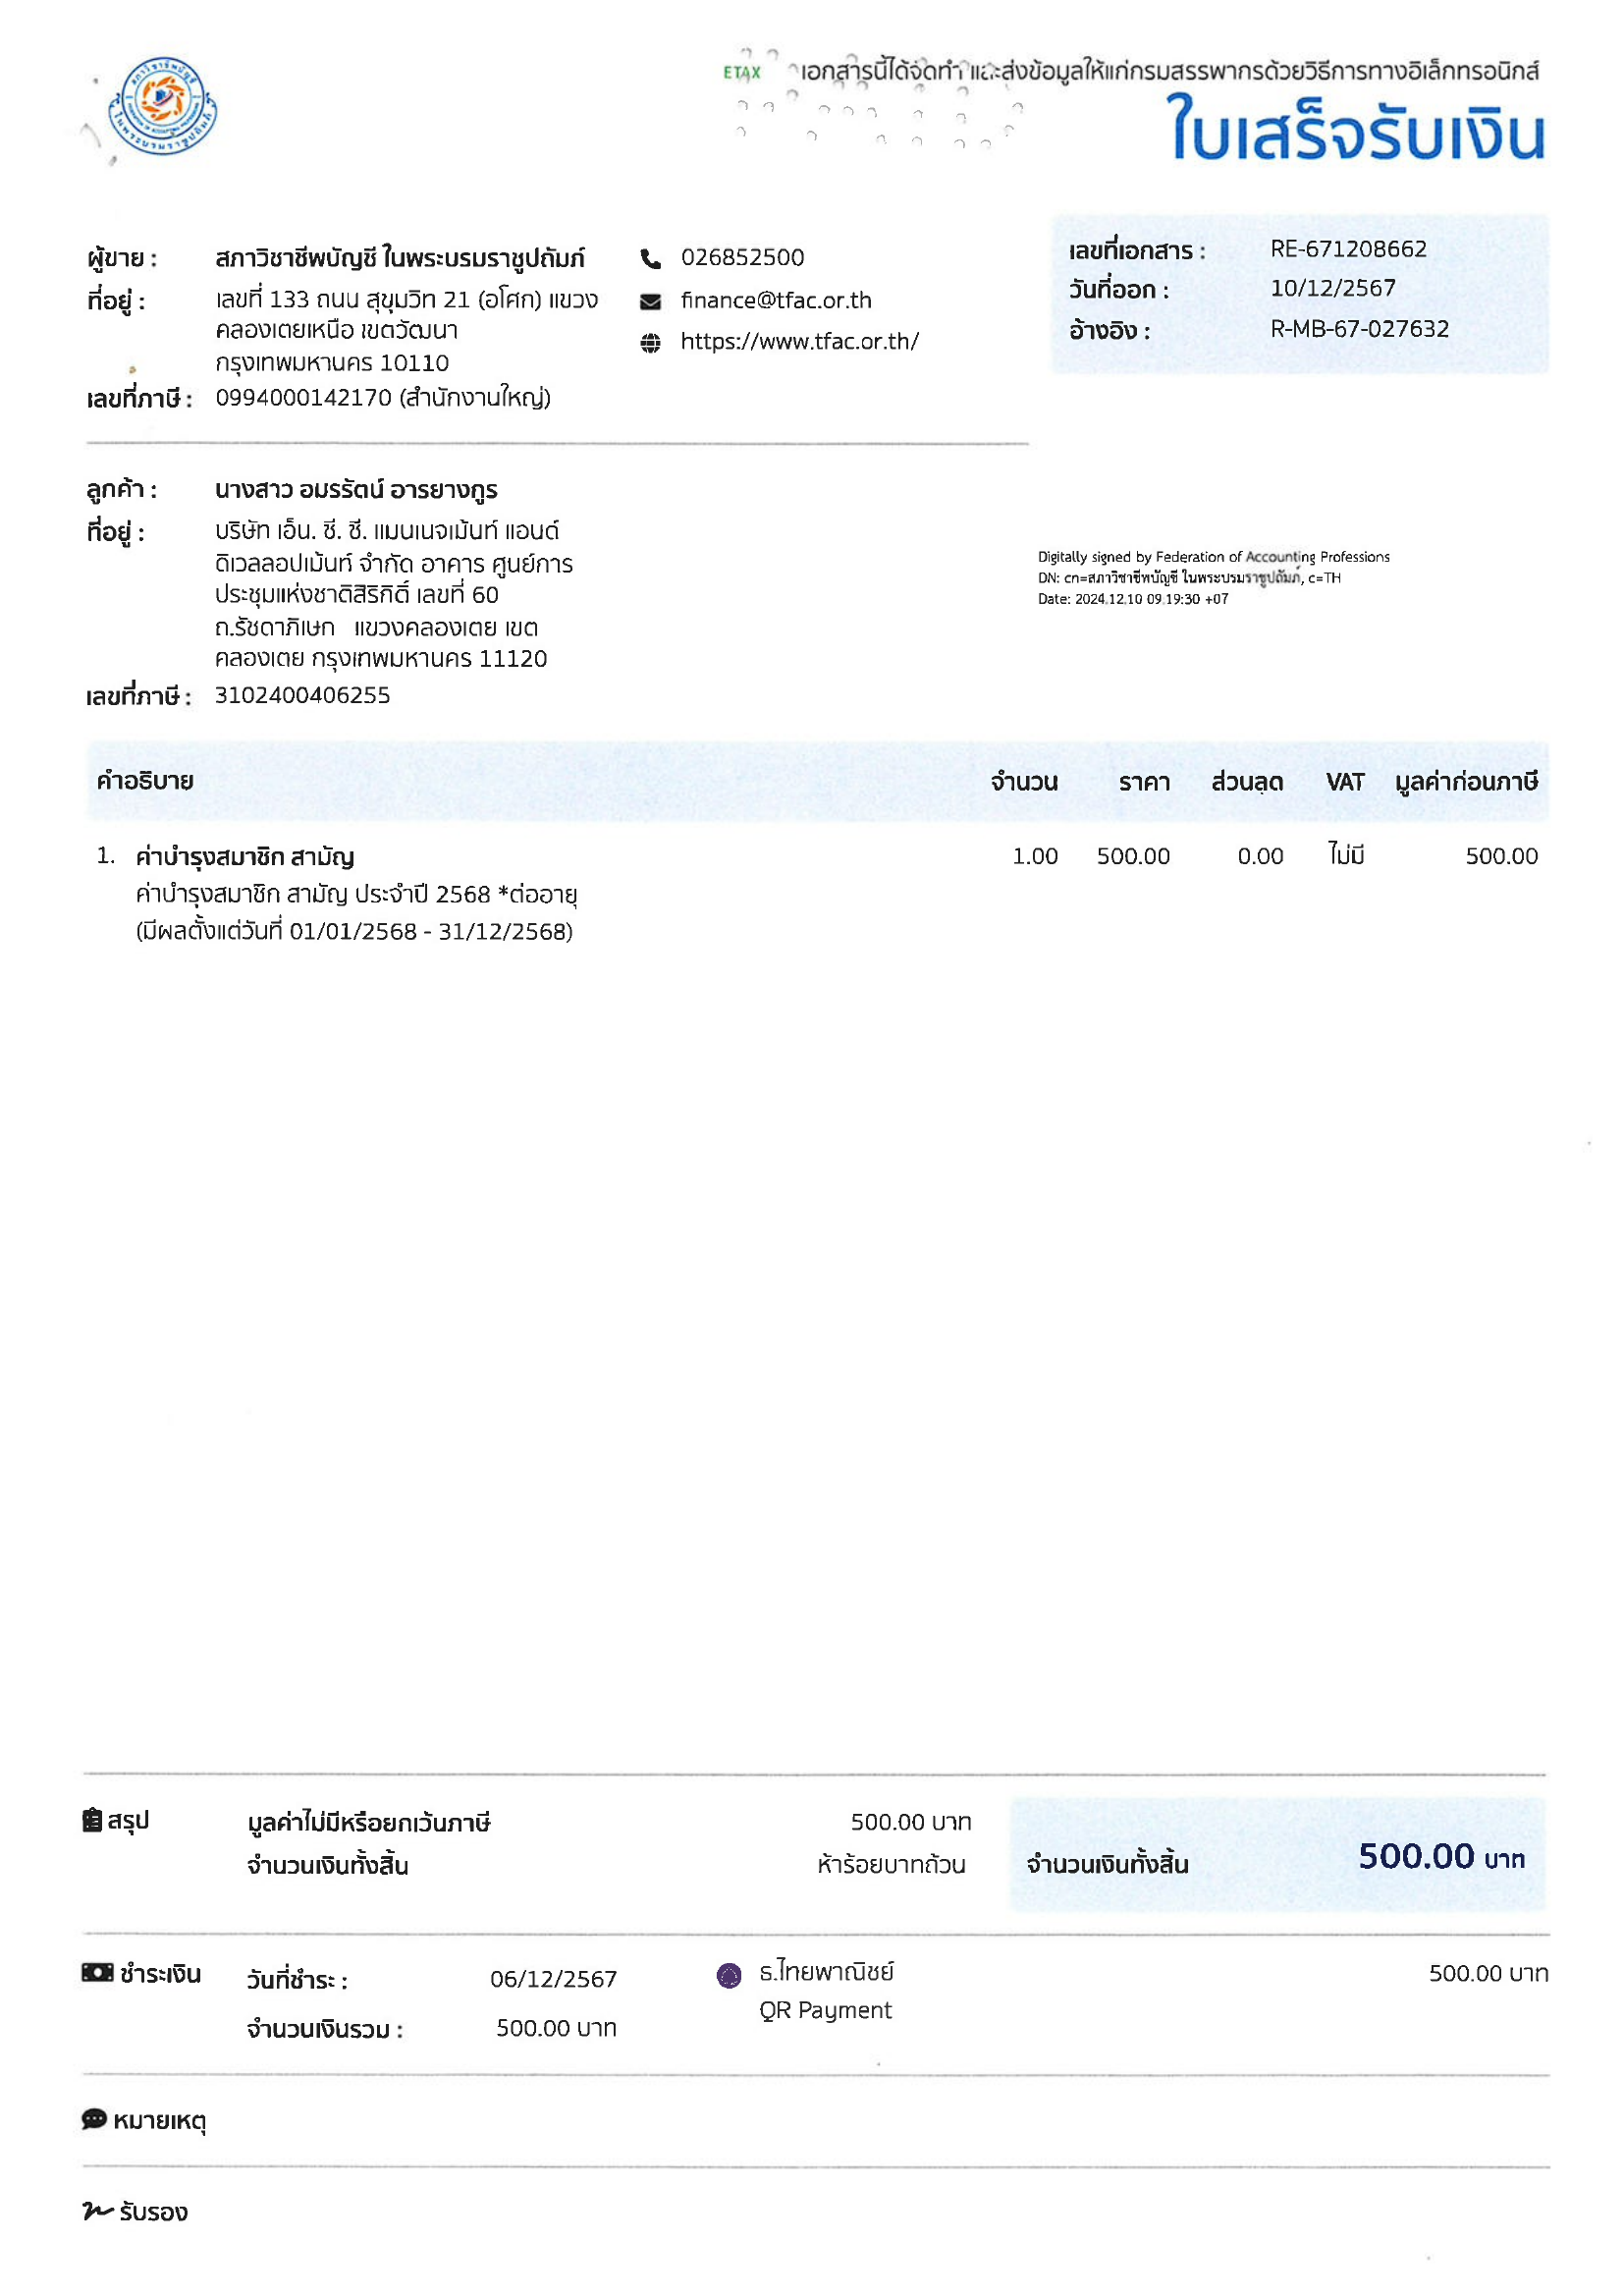 ETAX เอกสารนี้ได้จัดทำ และส่งข้อมูลให้แก่กรมสรรพากรด้วยวิธีการทางอิเล็กทรอนิกส์
ใบเสร็จรับเงิน
ผู้ขาย : สภาวิชาชีพบัญชี ในพระบรมราชูปถัมภ์
ที่อยู่ : เลขที่ 133 ถนน สุขุมวิท 21 (อโศก) แขวง
คลองเตยเหนือ เขตวัฒนา
กรุงเทพมหานคร 10110
เลขที่ภาษี : 0994000142170 (สำนักงานใหญ่)
026852500
finance@tfac.or.th
https://www.tfac.or.th/
เลขที่เอกสาร : RE-671208662
วันที่ออก : 10/12/2567
อ้างอิง : R-MB-67-027632
ลูกค้า : นางสาว อมรรัตน์ อารยางกูร
ที่อยู่ : บริษัท เอ็น. ซี. ซี. แมนเนจเม้นท์ แอนด์
ดิเวลลอปเม้นท์ จำกัด อาคาร ศูนย์การ
ประชุมแห่งชาติสิริกิติ์ เลขที่ 60
ถ.รัชดาภิเษก แขวงคลองเตย เขต
คลองเตย กรุงเทพมหานคร 11120
เลขที่ภาษี : 3102400406255
Digitally signed by Federation of Accounting Professions
DN: cn=สภาวิชาชีพบัญชี ในพระบรมราชูปถัมภ์, c=TH
Date: 2024.12.10 09:19:30 +07
คำอธิบาย จำนวน ราคา ส่วนลด VAT มูลค่าก่อนภาษี
1. ค่าบำรุงสมาชิก สามัญ 1.00 500.00 0.00 ไม่มี 500.00
ค่าบำรุงสมาชิก สามัญ ประจำปี 2568 *ต่ออายุ
(มีผลตั้งแต่วันที่ 01/01/2568 - 31/12/2568)
สรุป มูลค่าไม่มีหรือยกเว้นภาษี 500.00 บาท
จำนวนเงินทั้งสิ้น ห้าร้อยบาทถ้วน
จำนวนเงินทั้งสิ้น 500.00 บาท
ชำระเงิน วันที่ชำระ : 06/12/2567 ธ.ไทยพาณิชย์ 500.00 บาท
จำนวนเงินรวม : 500.00 บาท QR Payment
หมายเหตุ
รับรอง